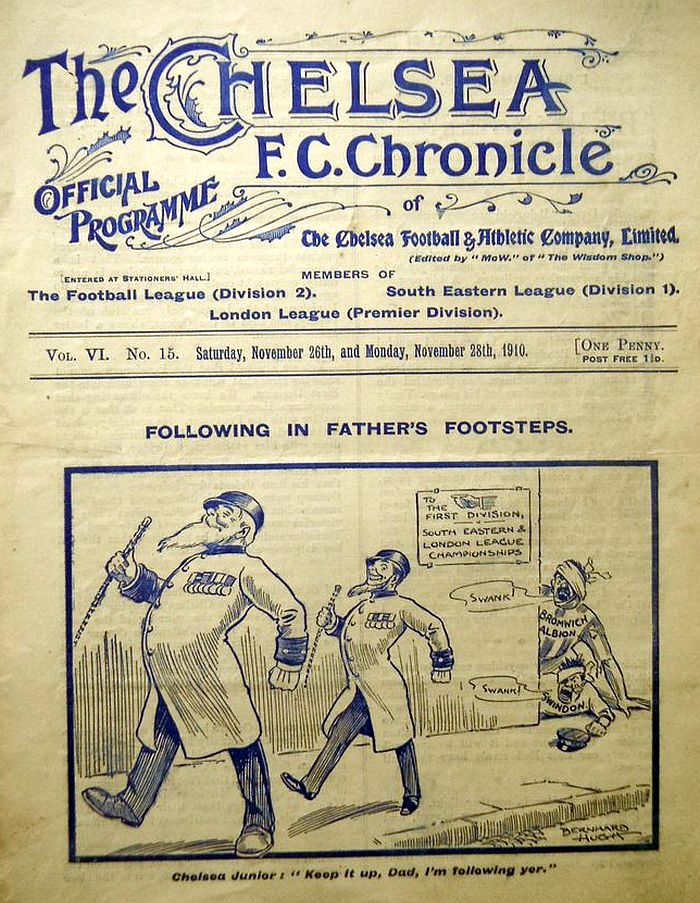 The CHELSEA
F.C. Chronicle
OFFICIAL
PROGRAMME
of
The Chelsea Football & Athletic Company, Limited.
(Edited by "MeW." of "The Wisdom Shop.")
[ENTERED AT STATIONERS' HALL.]
MEMBERS OF
The Football League (Division 2).
South Eastern League (Division 1).
London League (Premier Division).
VOL. VI. No. 15. Saturday, November 26th, and Monday, November 28th, 1910.
[ONE PENNY.
POST FREE 1½D.
FOLLOWING IN FATHER'S FOOTSTEPS.
TO
THE
FIRST DIVISION,
SOUTH EASTERN &
LONDON LEAGUE
CHAMPIONSHIPS
SWANK!
BROMWICH
ALBION
SWANK!
SWINDON
BERNHARD
HUGH
Chelsea Junior: "Keep it up, Dad, I'm following yer."